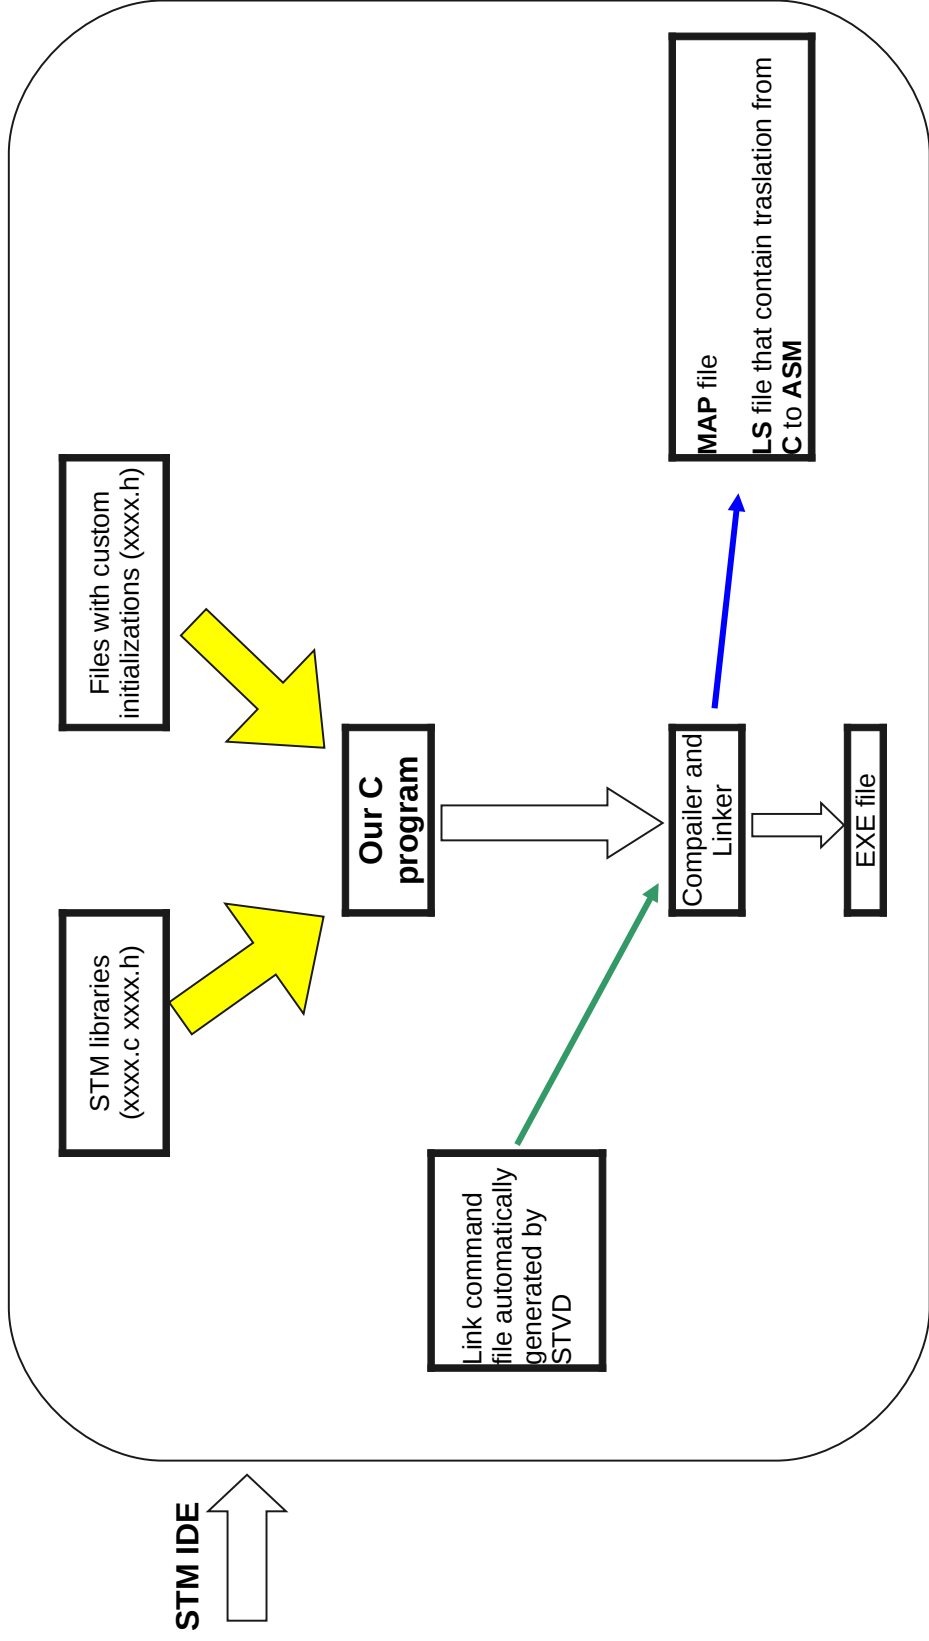 STM IDE
STM libraries
(xxxx.c xxxx.h)
Files with custom
initializations (xxxx.h)
Our C
program
Link command
file automatically
generated by
STVD
Compailer and
Linker
MAP file
LS file that contain traslation from
C to ASM
EXE file